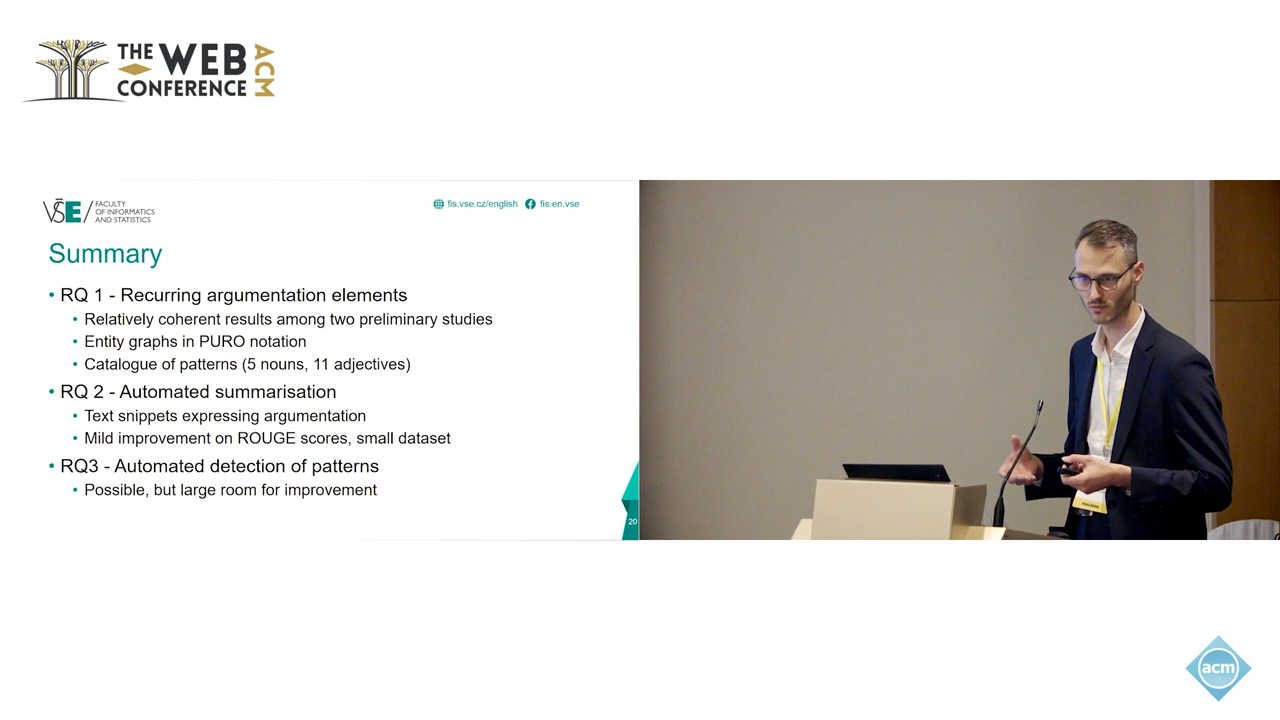 THE WEB
CONFERENCE
ACM
VŠE / FACULTY
OF INFORMATICS
AND STATISTICS
fis.vse.cz/english fis.en.vse
Summary
• RQ 1 - Recurring argumentation elements
• Relatively coherent results among two preliminary studies
• Entity graphs in PURO notation
• Catalogue of patterns (5 nouns, 11 adjectives)
• RQ 2 - Automated summarisation
• Text snippets expressing argumentation
• Mild improvement on ROUGE scores, small dataset
• RQ3 - Automated detection of patterns
• Possible, but large room for improvement
20
acm